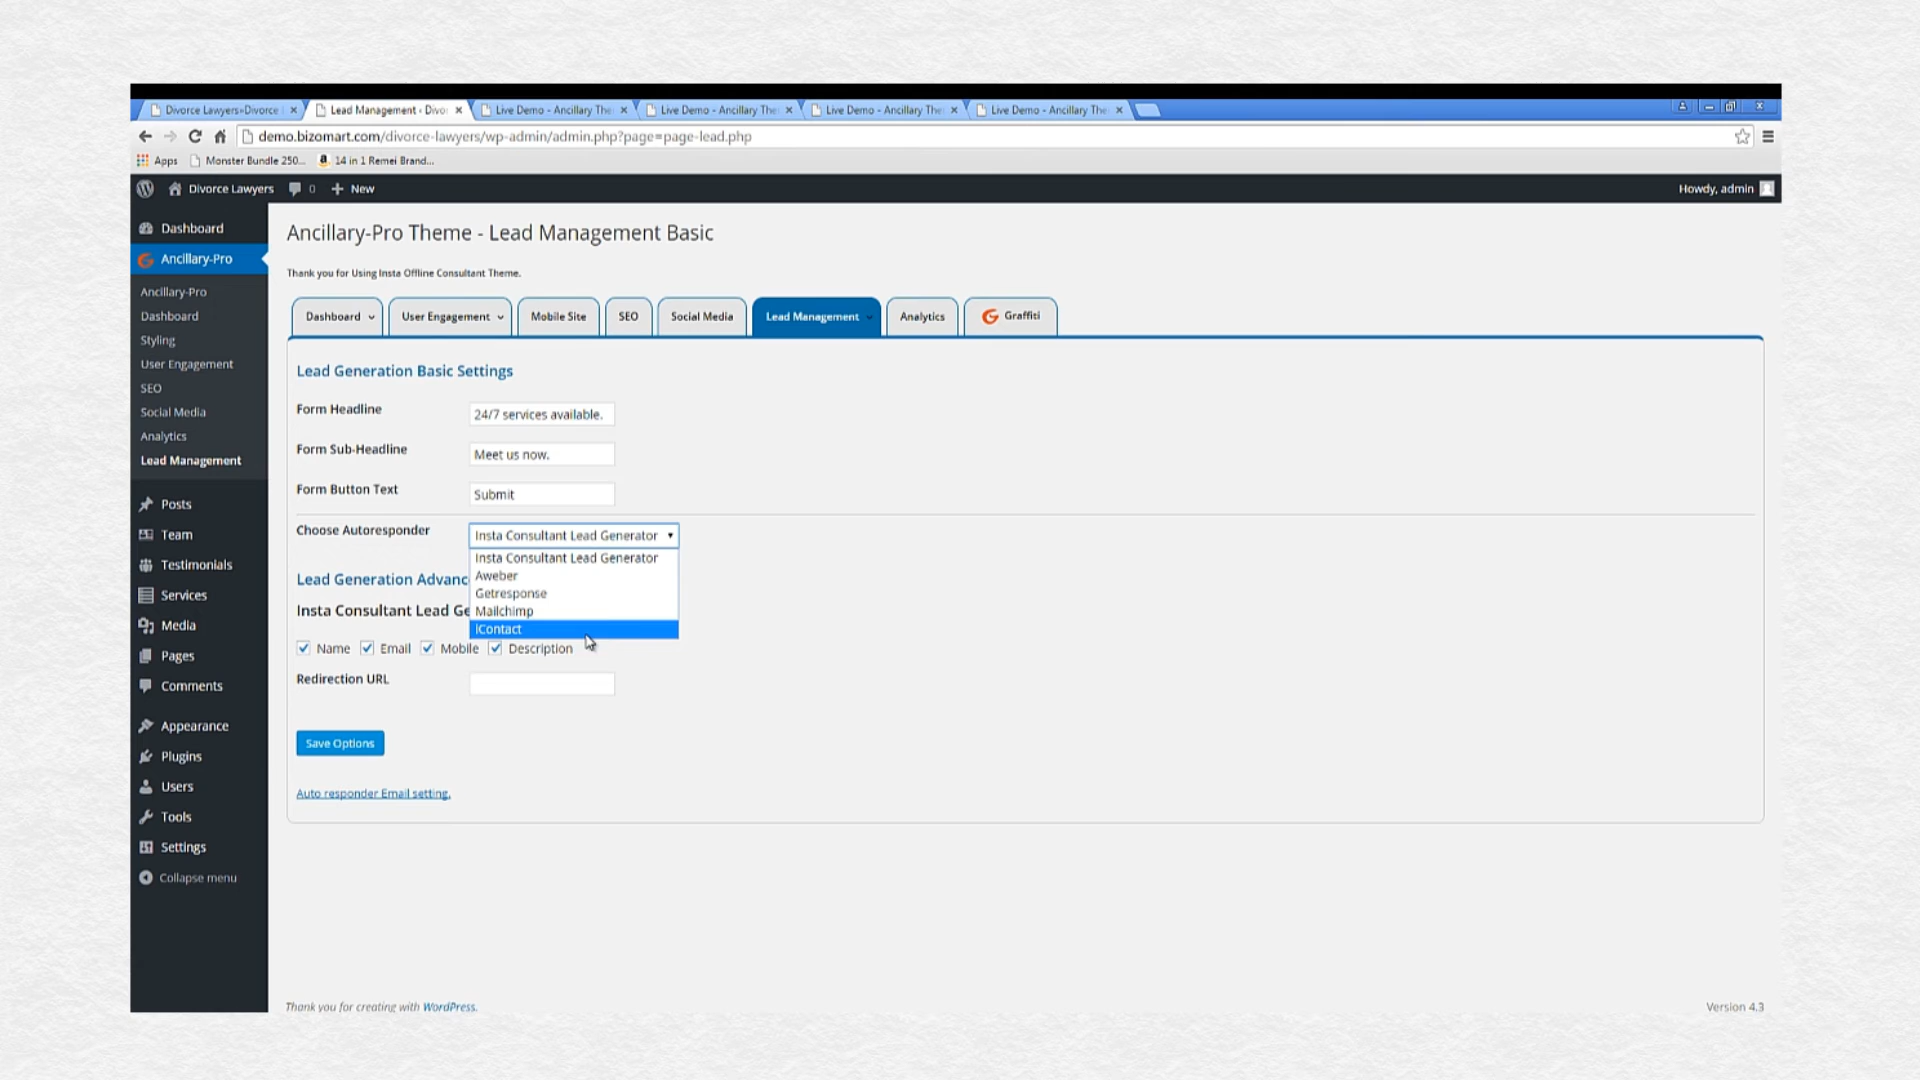 Divorce Lawyers»Divorce
Lead Management ‹ Divo
Live Demo - Ancillary The
Live Demo - Ancillary The
Live Demo - Ancillary The
Live Demo - Ancillary The
demo.bizomart.com/divorce-lawyers/wp-admin/admin.php?page=page-lead.php
Apps Monster Bundle 250... 14 in 1 Remei Brand...
Divorce Lawyers 0 + New Howdy, admin
Dashboard
Ancillary-Pro
Ancillary-Pro
Dashboard
Styling
User Engagement
SEO
Social Media
Analytics
Lead Management
Posts
Team
Testimonials
Services
Media
Pages
Comments
Appearance
Plugins
Users
Tools
Settings
Collapse menu
Ancillary-Pro Theme - Lead Management Basic
Thank you for Using Insta Offline Consultant Theme.
Dashboard User Engagement Mobile Site SEO Social Media Lead Management Analytics Graffiti
Lead Generation Basic Settings
Form Headline 24/7 services available.
Form Sub-Headline Meet us now.
Form Button Text Submit
Choose Autoresponder Insta Consultant Lead Generator
Insta Consultant Lead Generator
Aweber
Getresponse
Mailchimp
iContact
Lead Generation Advanc
Insta Consultant Lead Ge
Name Email Mobile Description
Redirection URL
Save Options
Auto responder Email setting.
Thank you for creating with WordPress. Version 4.3